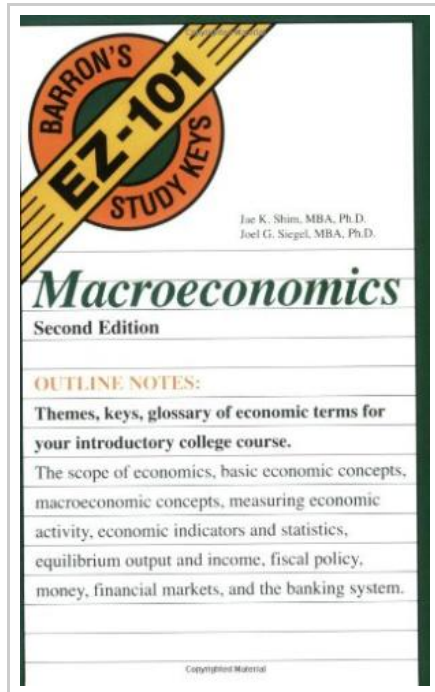 Copyrighted Material
BARRON'S
EZ-101
STUDY KEYS
Jae K. Shim, MBA, Ph.D.
Joel G. Siegel, MBA, Ph.D.
Macroeconomics
Second Edition
OUTLINE NOTES:
Themes, keys, glossary of economic terms for
your introductory college course.
The scope of economics, basic economic concepts,
macroeconomic concepts, measuring economic
activity, economic indicators and statistics,
equilibrium output and income, fiscal policy,
money, financial markets, and the banking system.
Copyrighted Material